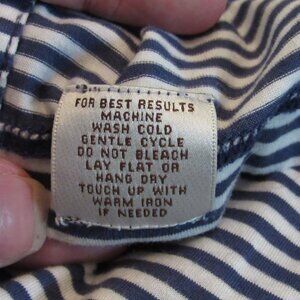 FOR BEST RESULTS
MACHINE
WASH COLD
GENTLE CYCLE
DO NOT BLEACH
LAY FLAT OR
HANG DRY
TOUCH UP WITH
WARM IRON
IF NEEDED